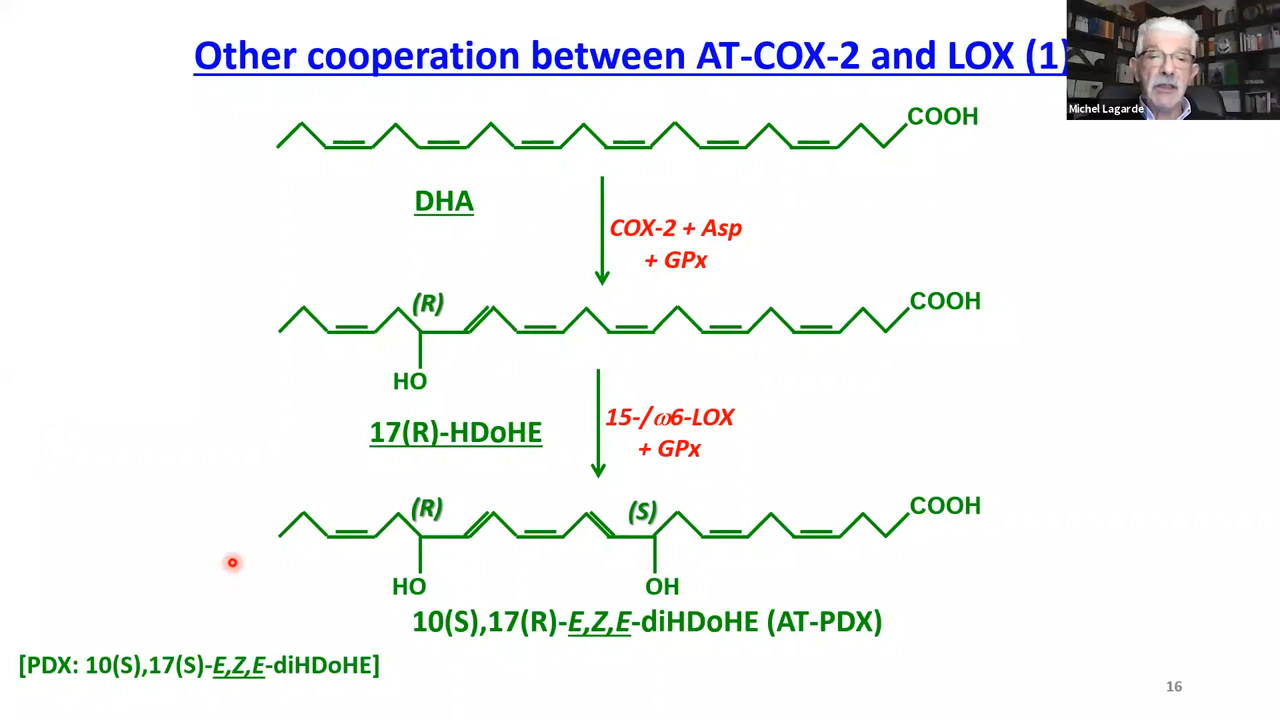 Other cooperation between AT-COX-2 and LOX (1)
Michel Lagarde
COOH
DHA
COX-2 + Asp
+ GPx
(R)
COOH
HO
17(R)-HDoHE
15-/ω6-LOX
+ GPx
(R)
(S)
COOH
HO
OH
10(S),17(R)-E,Z,E-diHDoHE (AT-PDX)
[PDX: 10(S),17(S)-E,Z,E-diHDoHE]
16